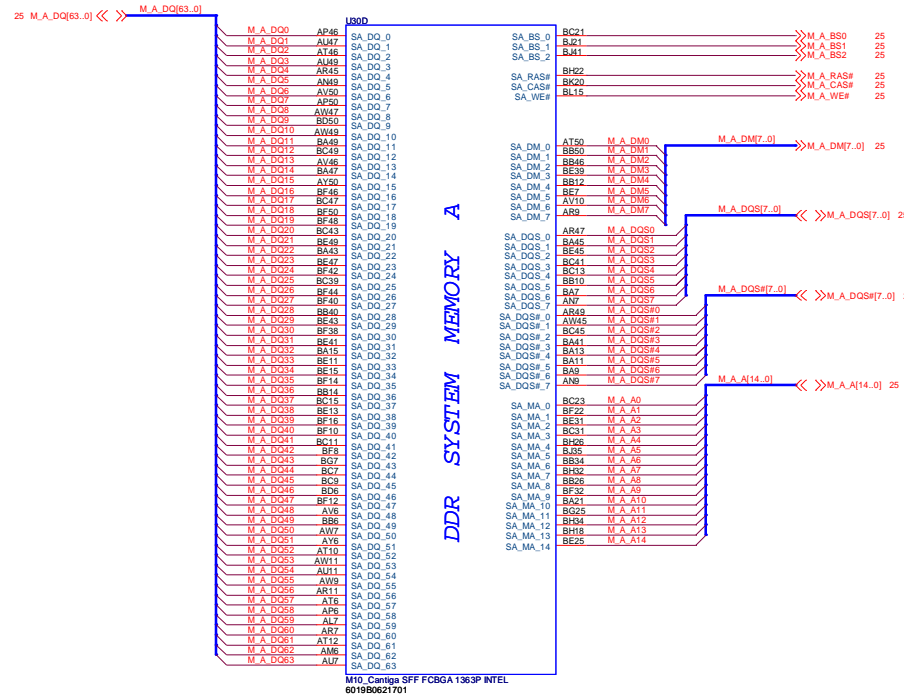 25 M_A_DQ[63..0] M_A_DQ[63..0]
U30D
M_A_DQ0 AP46 SA_DQ_0
M_A_DQ1 AU47 SA_DQ_1
M_A_DQ2 AT46 SA_DQ_2
M_A_DQ3 AU49 SA_DQ_3
M_A_DQ4 AR45 SA_DQ_4
M_A_DQ5 AN49 SA_DQ_5
M_A_DQ6 AV50 SA_DQ_6
M_A_DQ7 AP50 SA_DQ_7
M_A_DQ8 AW47 SA_DQ_8
M_A_DQ9 BD50 SA_DQ_9
M_A_DQ10 AW49 SA_DQ_10
M_A_DQ11 BA49 SA_DQ_11
M_A_DQ12 BC49 SA_DQ_12
M_A_DQ13 AV46 SA_DQ_13
M_A_DQ14 BA47 SA_DQ_14
M_A_DQ15 AY50 SA_DQ_15
M_A_DQ16 BF46 SA_DQ_16
M_A_DQ17 BC47 SA_DQ_17
M_A_DQ18 BF50 SA_DQ_18
M_A_DQ19 BF48 SA_DQ_19
M_A_DQ20 BC43 SA_DQ_20
M_A_DQ21 BE49 SA_DQ_21
M_A_DQ22 BA43 SA_DQ_22
M_A_DQ23 BE47 SA_DQ_23
M_A_DQ24 BF42 SA_DQ_24
M_A_DQ25 BC39 SA_DQ_25
M_A_DQ26 BF44 SA_DQ_26
M_A_DQ27 BF40 SA_DQ_27
M_A_DQ28 BB40 SA_DQ_28
M_A_DQ29 BE43 SA_DQ_29
M_A_DQ30 BF38 SA_DQ_30
M_A_DQ31 BE41 SA_DQ_31
M_A_DQ32 BA15 SA_DQ_32
M_A_DQ33 BE11 SA_DQ_33
M_A_DQ34 BE15 SA_DQ_34
M_A_DQ35 BF14 SA_DQ_35
M_A_DQ36 BB14 SA_DQ_36
M_A_DQ37 BC15 SA_DQ_37
M_A_DQ38 BE13 SA_DQ_38
M_A_DQ39 BF16 SA_DQ_39
M_A_DQ40 BF10 SA_DQ_40
M_A_DQ41 BC11 SA_DQ_41
M_A_DQ42 BF8 SA_DQ_42
M_A_DQ43 BG7 SA_DQ_43
M_A_DQ44 BC7 SA_DQ_44
M_A_DQ45 BC9 SA_DQ_45
M_A_DQ46 BD6 SA_DQ_46
M_A_DQ47 BF12 SA_DQ_47
M_A_DQ48 AV6 SA_DQ_48
M_A_DQ49 BB6 SA_DQ_49
M_A_DQ50 AW7 SA_DQ_50
M_A_DQ51 AY6 SA_DQ_51
M_A_DQ52 AT10 SA_DQ_52
M_A_DQ53 AW11 SA_DQ_53
M_A_DQ54 AU11 SA_DQ_54
M_A_DQ55 AW9 SA_DQ_55
M_A_DQ56 AR11 SA_DQ_56
M_A_DQ57 AT6 SA_DQ_57
M_A_DQ58 AP6 SA_DQ_58
M_A_DQ59 AL7 SA_DQ_59
M_A_DQ60 AR7 SA_DQ_60
M_A_DQ61 AT12 SA_DQ_61
M_A_DQ62 AM6 SA_DQ_62
M_A_DQ63 AU7 SA_DQ_63
DDR SYSTEM MEMORY A
SA_BS_0 BC21 M_A_BS0 25
SA_BS_1 BJ21 M_A_BS1 25
SA_BS_2 BJ41 M_A_BS2 25
SA_RAS# BH22 M_A_RAS# 25
SA_CAS# BK20 M_A_CAS# 25
SA_WE# BL15 M_A_WE# 25
SA_DM_0 AT50 M_A_DM0
SA_DM_1 BB50 M_A_DM1
SA_DM_2 BB46 M_A_DM2
SA_DM_3 BE39 M_A_DM3
SA_DM_4 BB12 M_A_DM4
SA_DM_5 BE7 M_A_DM5
SA_DM_6 AV10 M_A_DM6
SA_DM_7 AR9 M_A_DM7
M_A_DM[7..0] 25
SA_DQS_0 AR47 M_A_DQS0
SA_DQS_1 BA45 M_A_DQS1
SA_DQS_2 BE45 M_A_DQS2
SA_DQS_3 BC41 M_A_DQS3
SA_DQS_4 BC13 M_A_DQS4
SA_DQS_5 BB10 M_A_DQS5
SA_DQS_6 BA7 M_A_DQS6
SA_DQS_7 AN7 M_A_DQS7
M_A_DQS[7..0] M_A_DQS[7..0] 25
SA_DQS#_0 AR49 M_A_DQS#0
SA_DQS#_1 AW45 M_A_DQS#1
SA_DQS#_2 BC45 M_A_DQS#2
SA_DQS#_3 BA41 M_A_DQS#3
SA_DQS#_4 BA13 M_A_DQS#4
SA_DQS#_5 BA11 M_A_DQS#5
SA_DQS#_6 BA9 M_A_DQS#6
SA_DQS#_7 AN9 M_A_DQS#7
M_A_DQS#[7..0] M_A_DQS#[7..0]
SA_MA_0 BC23 M_A_A0
SA_MA_1 BF22 M_A_A1
SA_MA_2 BE31 M_A_A2
SA_MA_3 BC31 M_A_A3
SA_MA_4 BH26 M_A_A4
SA_MA_5 BJ35 M_A_A5
SA_MA_6 BB34 M_A_A6
SA_MA_7 BH32 M_A_A7
SA_MA_8 BB26 M_A_A8
SA_MA_9 BF32 M_A_A9
SA_MA_10 BA21 M_A_A10
SA_MA_11 BG25 M_A_A11
SA_MA_12 BH34 M_A_A12
SA_MA_13 BH18 M_A_A13
SA_MA_14 BE25 M_A_A14
M_A_A[14..0] M_A_A[14..0] 25
M10_Cantiga SFF FCBGA 1363P INTEL
6019B0621701